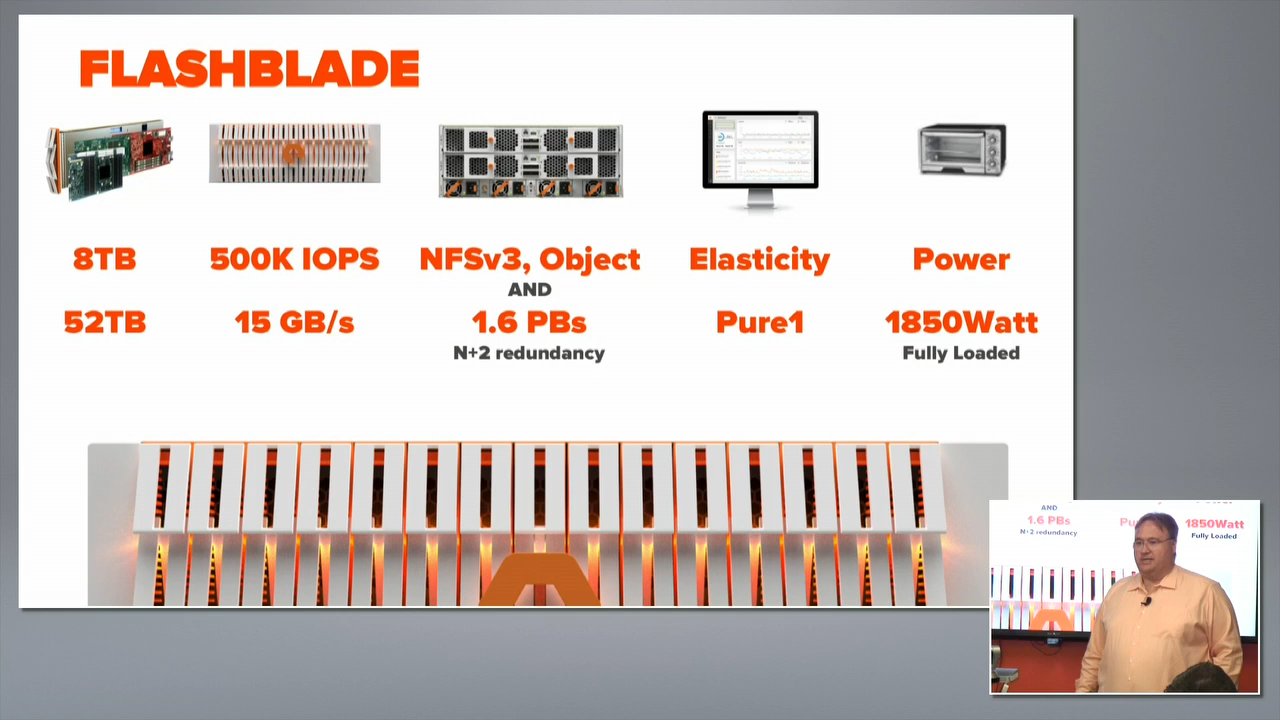 FLASHBLADE
8TB
52TB
500K IOPS
15 GB/s
NFSv3, Object
AND
1.6 PBs
N+2 redundancy
Elasticity
Pure1
Power
1850Watt
Fully Loaded
AND
1.6 PBs
N+2 redundancy
1850Watt
Fully Loaded